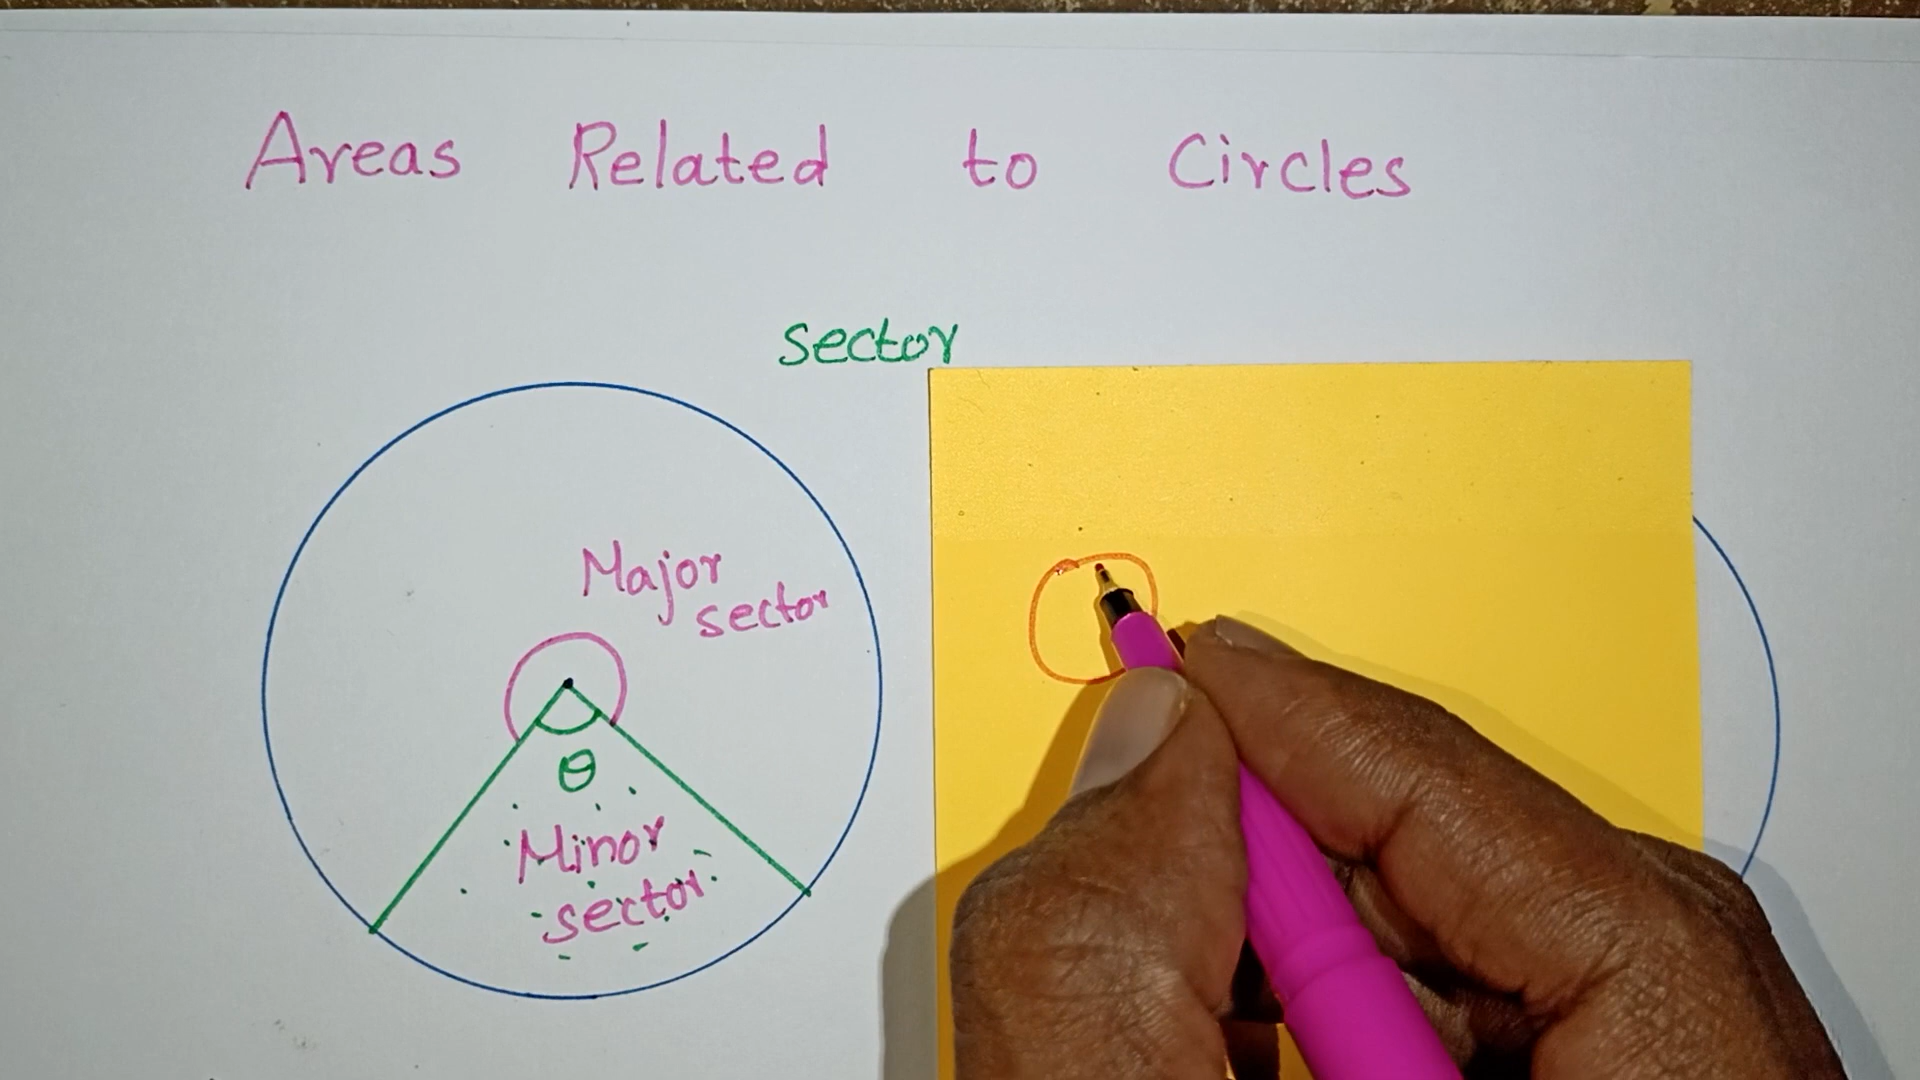 Areas Related to Circles
sector
Major
sector
θ
Minor
sector